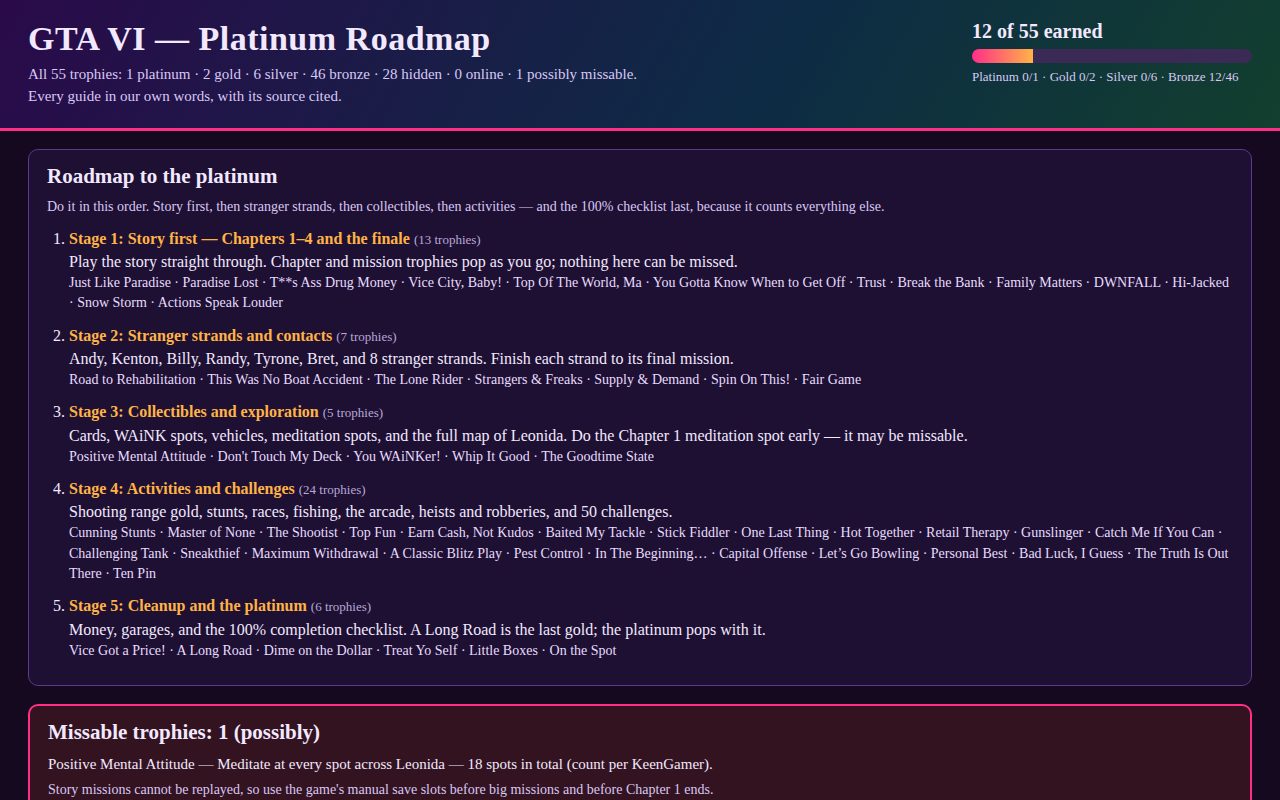 GTA VI — Platinum Roadmap
All 55 trophies: 1 platinum · 2 gold · 6 silver · 46 bronze · 28 hidden · 0 online · 1 possibly missable.
Every guide in our own words, with its source cited.
12 of 55 earned
Platinum 0/1 · Gold 0/2 · Silver 0/6 · Bronze 12/46
Roadmap to the platinum
Do it in this order. Story first, then stranger strands, then collectibles, then activities — and the 100% checklist last, because it counts everything else.
1. Stage 1: Story first — Chapters 1–4 and the finale (13 trophies)
Play the story straight through. Chapter and mission trophies pop as you go; nothing here can be missed.
Just Like Paradise · Paradise Lost · T**s Ass Drug Money · Vice City, Baby! · Top Of The World, Ma · You Gotta Know When to Get Off · Trust · Break the Bank · Family Matters · DWNFALL · Hi-Jacked
· Snow Storm · Actions Speak Louder
2. Stage 2: Stranger strands and contacts (7 trophies)
Andy, Kenton, Billy, Randy, Tyrone, Bret, and 8 stranger strands. Finish each strand to its final mission.
Road to Rehabilitation · This Was No Boat Accident · The Lone Rider · Strangers & Freaks · Supply & Demand · Spin On This! · Fair Game
3. Stage 3: Collectibles and exploration (5 trophies)
Cards, WAiNK spots, vehicles, meditation spots, and the full map of Leonida. Do the Chapter 1 meditation spot early — it may be missable.
Positive Mental Attitude · Don't Touch My Deck · You WAiNKer! · Whip It Good · The Goodtime State
4. Stage 4: Activities and challenges (24 trophies)
Shooting range gold, stunts, races, fishing, the arcade, heists and robberies, and 50 challenges.
Cunning Stunts · Master of None · The Shootist · Top Fun · Earn Cash, Not Kudos · Baited My Tackle · Stick Fiddler · One Last Thing · Hot Together · Retail Therapy · Gunslinger · Catch Me If You Can ·
Challenging Tank · Sneakthief · Maximum Withdrawal · A Classic Blitz Play · Pest Control · In The Beginning… · Capital Offense · Let’s Go Bowling · Personal Best · Bad Luck, I Guess · The Truth Is Out
There · Ten Pin
5. Stage 5: Cleanup and the platinum (6 trophies)
Money, garages, and the 100% completion checklist. A Long Road is the last gold; the platinum pops with it.
Vice Got a Price! · A Long Road · Dime on the Dollar · Treat Yo Self · Little Boxes · On the Spot
Missable trophies: 1 (possibly)
Positive Mental Attitude — Meditate at every spot across Leonida — 18 spots in total (count per KeenGamer).
Story missions cannot be replayed, so use the game's manual save slots before big missions and before Chapter 1 ends.